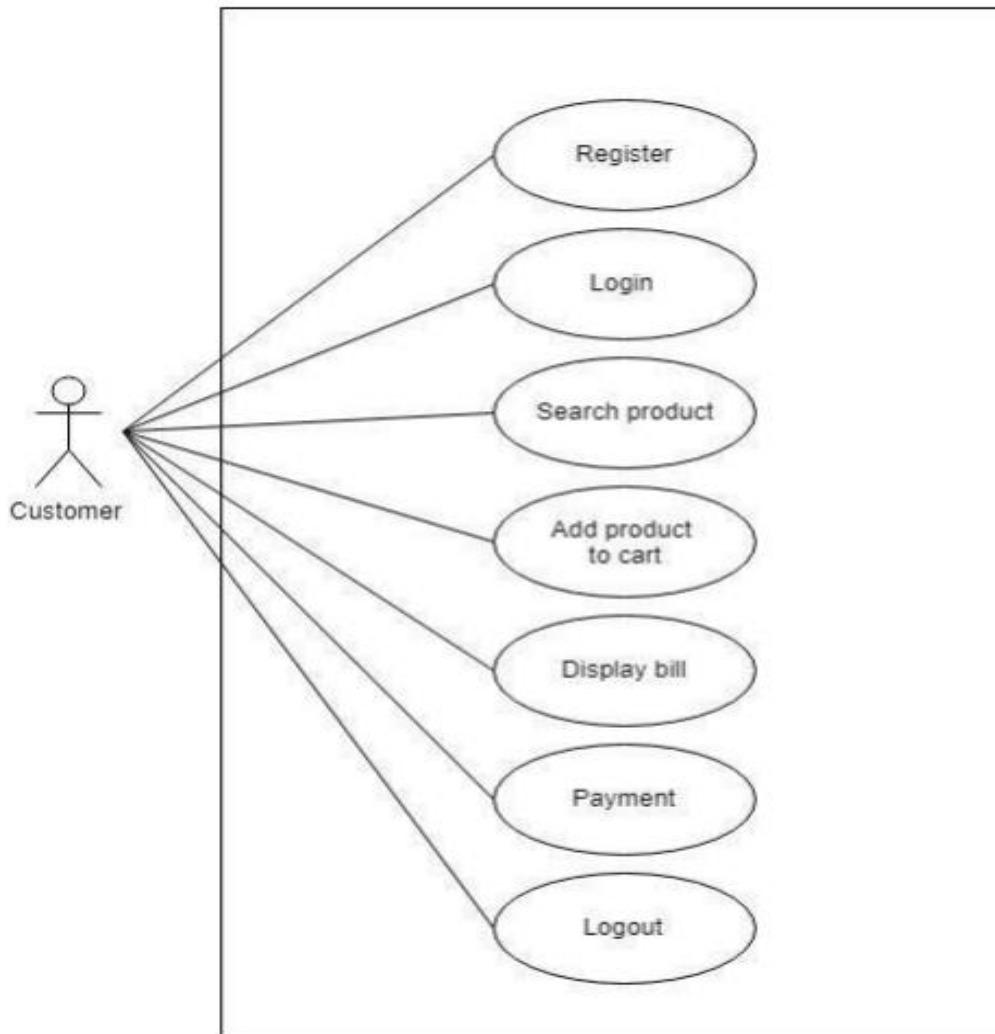 Register
Login
Search product
Customer
Add product
to cart
Display bill
Payment
Logout